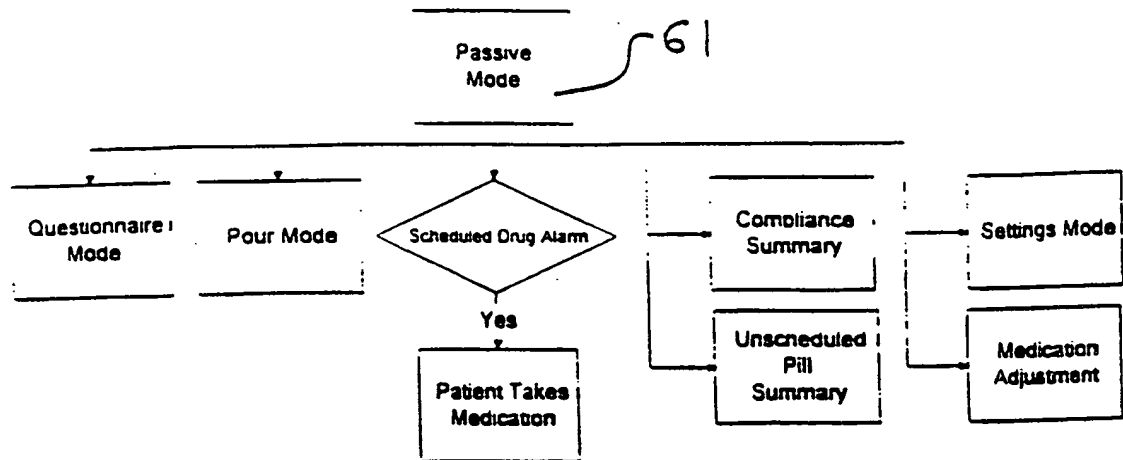 Passive
Mode
61
Questionnaire
Mode
Pour Mode
Scheduled Drug Alarm
Compliance
Summary
Settings Mode
Yes
Patient Takes
Medication
Unscheduled
Pill
Summary
Medication
Adjustment